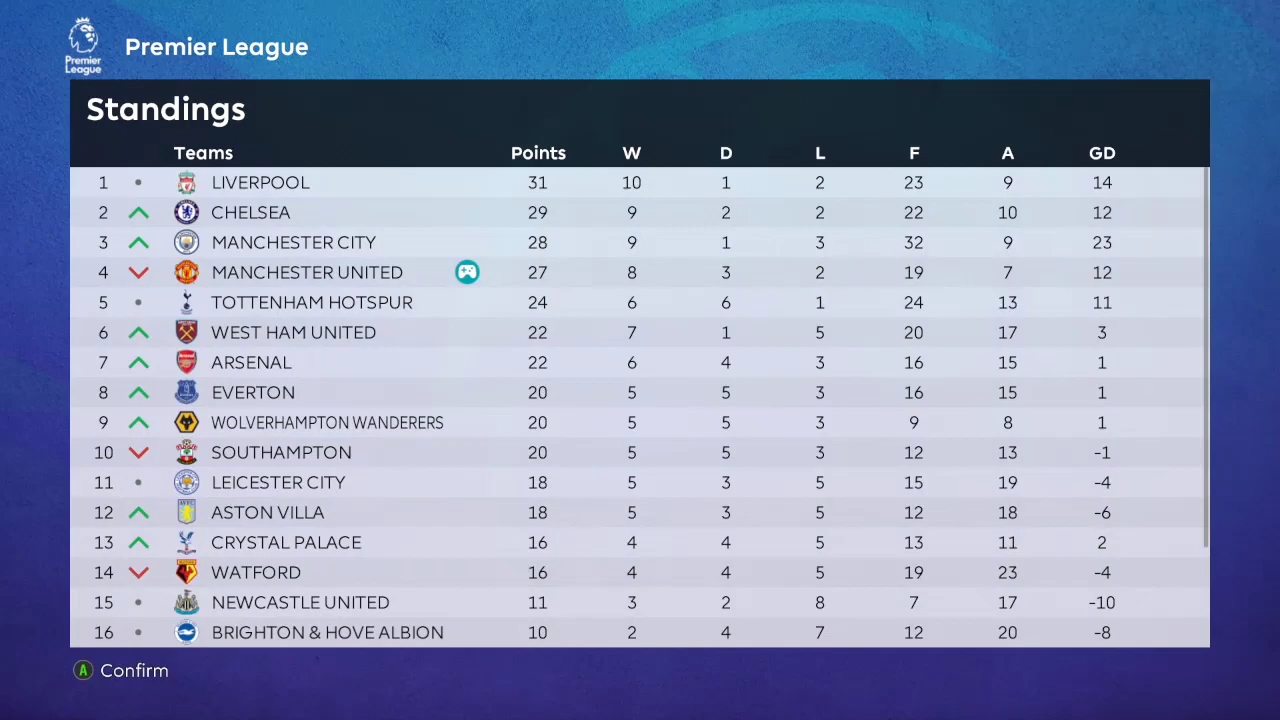 Premier League
Premier League
Standings
Teams Points W D L F A GD
1 LIVERPOOL 31 10 1 2 23 9 14
2 CHELSEA 29 9 2 2 22 10 12
3 MANCHESTER CITY 28 9 1 3 32 9 23
4 MANCHESTER UNITED 27 8 3 2 19 7 12
5 TOTTENHAM HOTSPUR 24 6 6 1 24 13 11
6 WEST HAM UNITED 22 7 1 5 20 17 3
7 ARSENAL 22 6 4 3 16 15 1
8 EVERTON 20 5 5 3 16 15 1
9 WOLVERHAMPTON WANDERERS 20 5 5 3 9 8 1
10 SOUTHAMPTON 20 5 5 3 12 13 -1
11 LEICESTER CITY 18 5 3 5 15 19 -4
12 ASTON VILLA 18 5 3 5 12 18 -6
13 CRYSTAL PALACE 16 4 4 5 13 11 2
14 WATFORD 16 4 4 5 19 23 -4
15 NEWCASTLE UNITED 11 3 2 8 7 17 -10
16 BRIGHTON & HOVE ALBION 10 2 4 7 12 20 -8
A Confirm